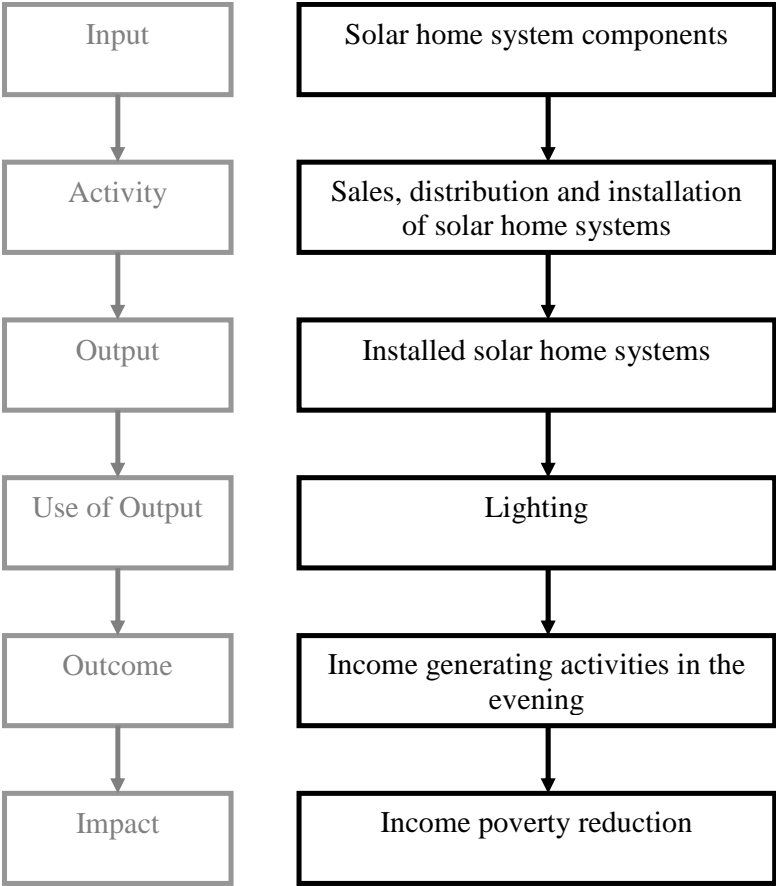 Input
Solar home system components
Activity
Sales, distribution and installation
of solar home systems
Output
Installed solar home systems
Use of Output
Lighting
Outcome
Income generating activities in the
evening
Impact
Income poverty reduction